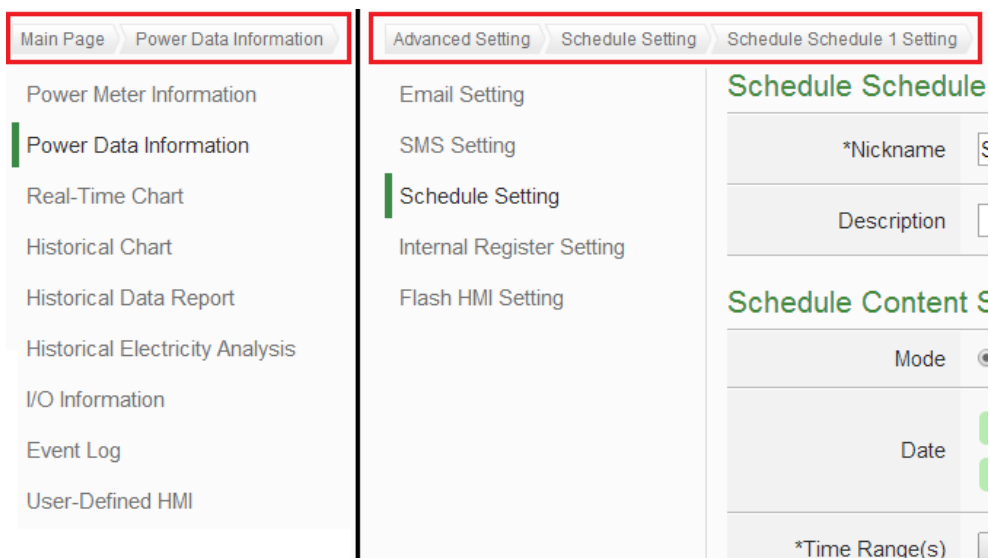 Main Page Power Data Information
Power Meter Information
Power Data Information
Real-Time Chart
Historical Chart
Historical Data Report
Historical Electricity Analysis
I/O Information
Event Log
User-Defined HMI
Advanced Setting Schedule Setting Schedule Schedule 1 Setting
Email Setting
SMS Setting
Schedule Setting
Internal Register Setting
Flash HMI Setting
Schedule Schedule
*Nickname S
Description
Schedule Content S
Mode
Date
*Time Range(s)